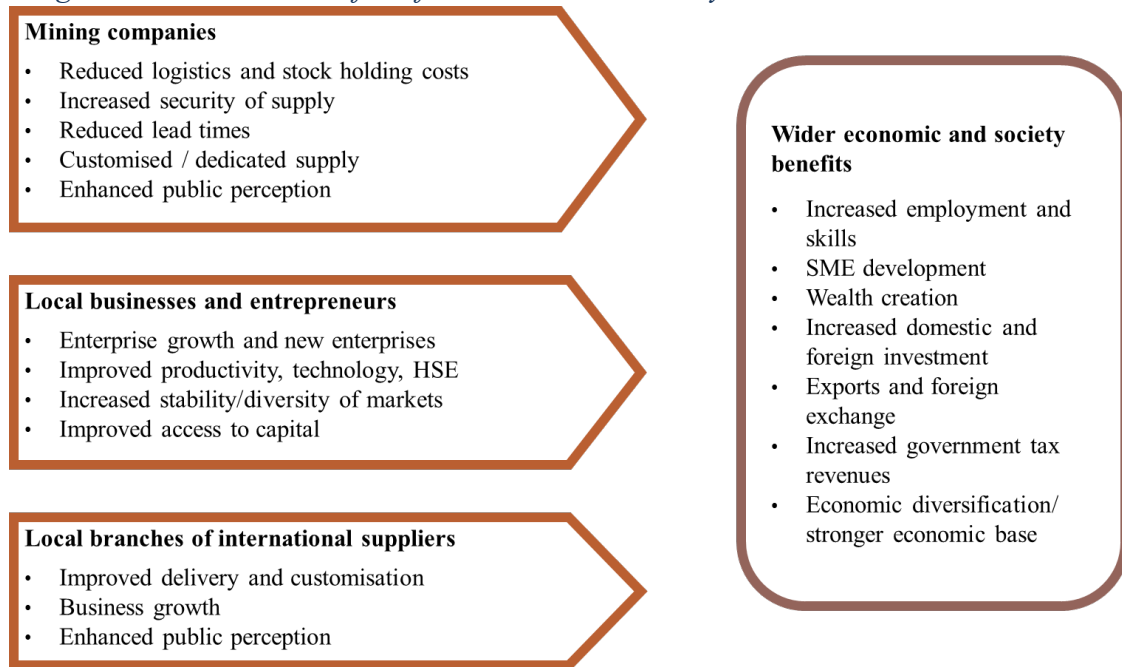 Mining companies
• Reduced logistics and stock holding costs
• Increased security of supply
• Reduced lead times
• Customised / dedicated supply
• Enhanced public perception
Local businesses and entrepreneurs
• Enterprise growth and new enterprises
• Improved productivity, technology, HSE
• Increased stability/diversity of markets
• Improved access to capital
Local branches of international suppliers
• Improved delivery and customisation
• Business growth
• Enhanced public perception
Wider economic and society
benefits
• Increased employment and
skills
• SME development
• Wealth creation
• Increased domestic and
foreign investment
• Exports and foreign
exchange
• Increased government tax
revenues
• Economic diversification/
stronger economic base